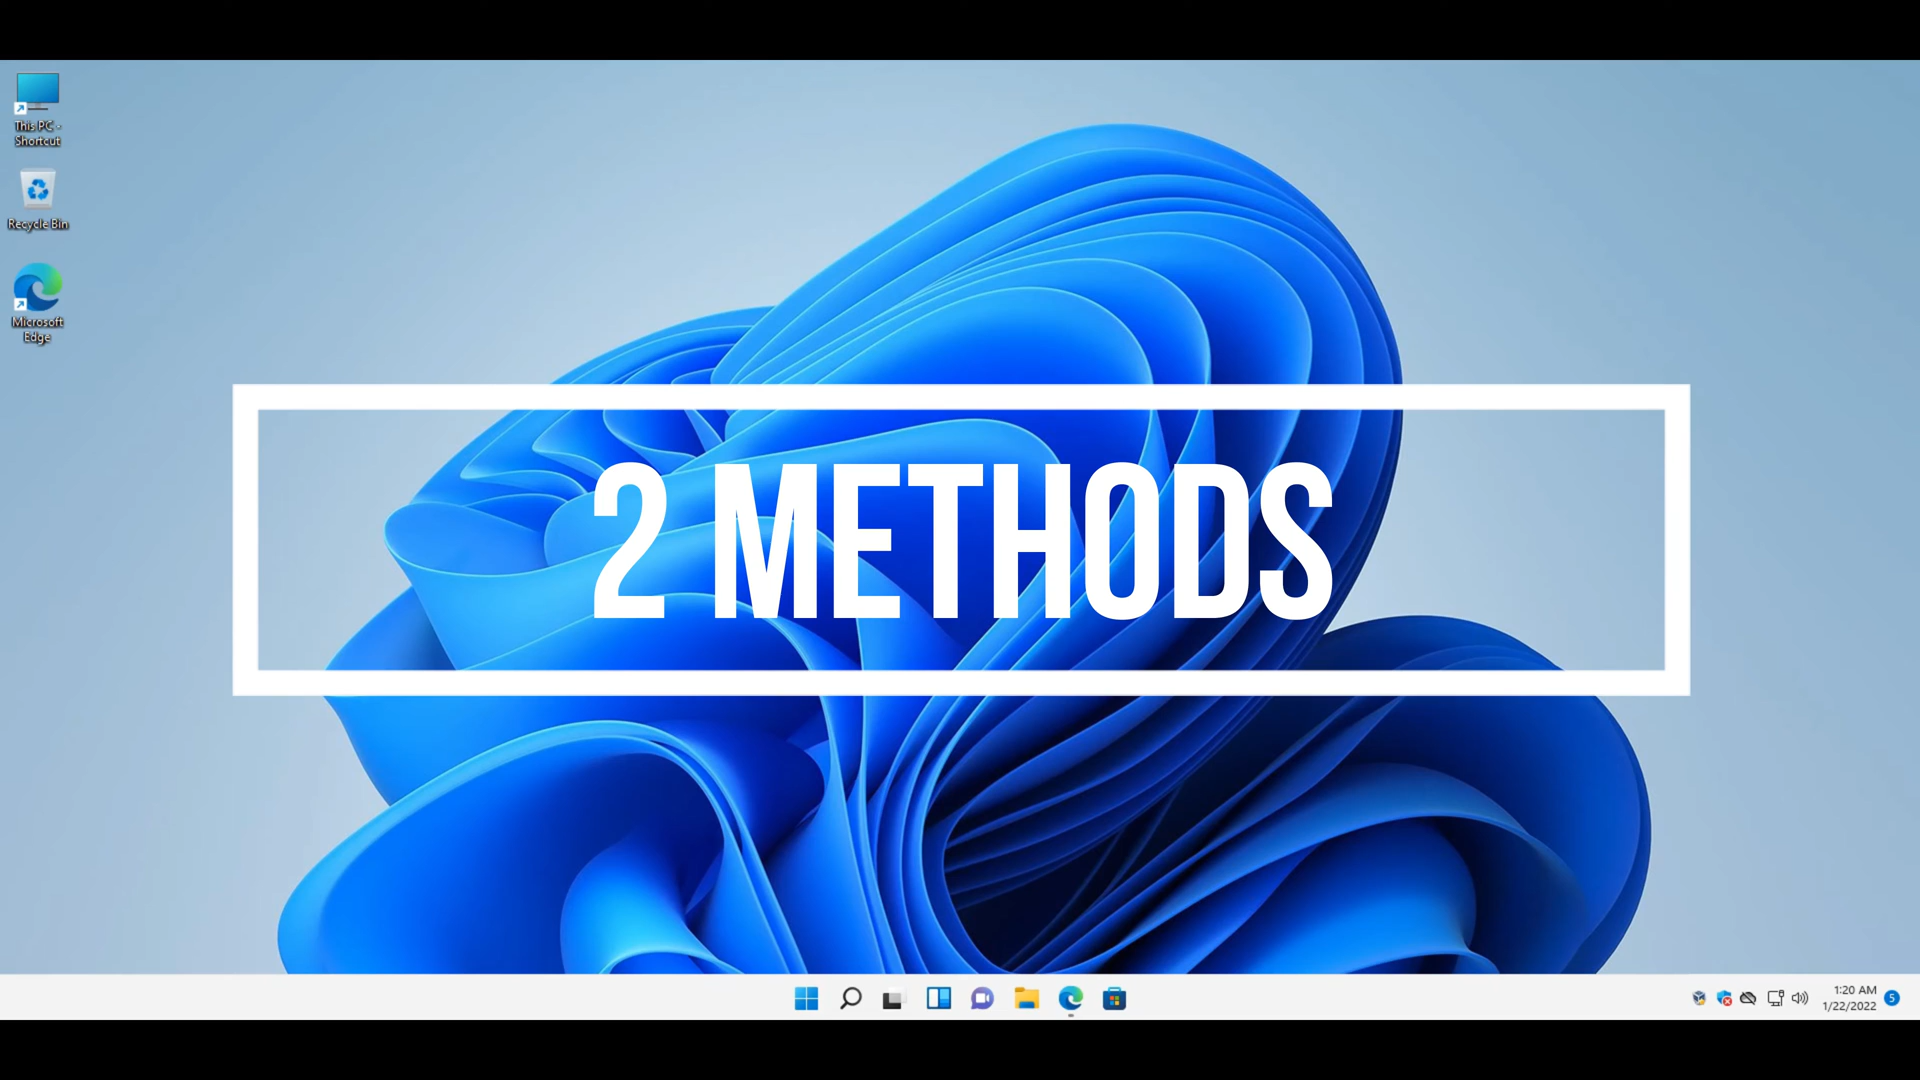 This PC -
Shortcut
Recycle Bin
Microsoft
Edge
2 METHODS
1:20 AM
1/22/2022
5